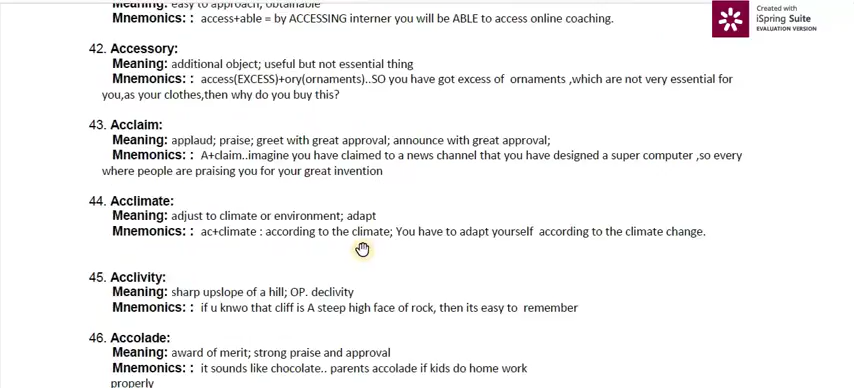 Meaning: easy to approach; obtainable
Mnemonics: : access+able = by ACCESSING interner you will be ABLE to access online coaching.
Created with
iSpring Suite
EVALUATION VERSION
42. Accessory:
Meaning: additional object; useful but not essential thing
Mnemonics: : access(EXCESS)+ory(ornaments)..SO you have got excess of ornaments ,which are not very essential for
you,as your clothes,then why do you buy this?
43. Acclaim:
Meaning: applaud; praise; greet with great approval; announce with great approval;
Mnemonics: : A+claim..imagine you have claimed to a news channel that you have designed a super computer ,so every
where people are praising you for your great invention
44. Acclimate:
Meaning: adjust to climate or environment; adapt
Mnemonics: : ac+climate : according to the climate; You have to adapt yourself according to the climate change.
45. Acclivity:
Meaning: sharp upslope of a hill; OP. declivity
Mnemonics: : if u knwo that cliff is A steep high face of rock, then its easy to remember
46. Accolade:
Meaning: award of merit; strong praise and approval
Mnemonics: : it sounds like chocolate.. parents accolade if kids do home work
properly